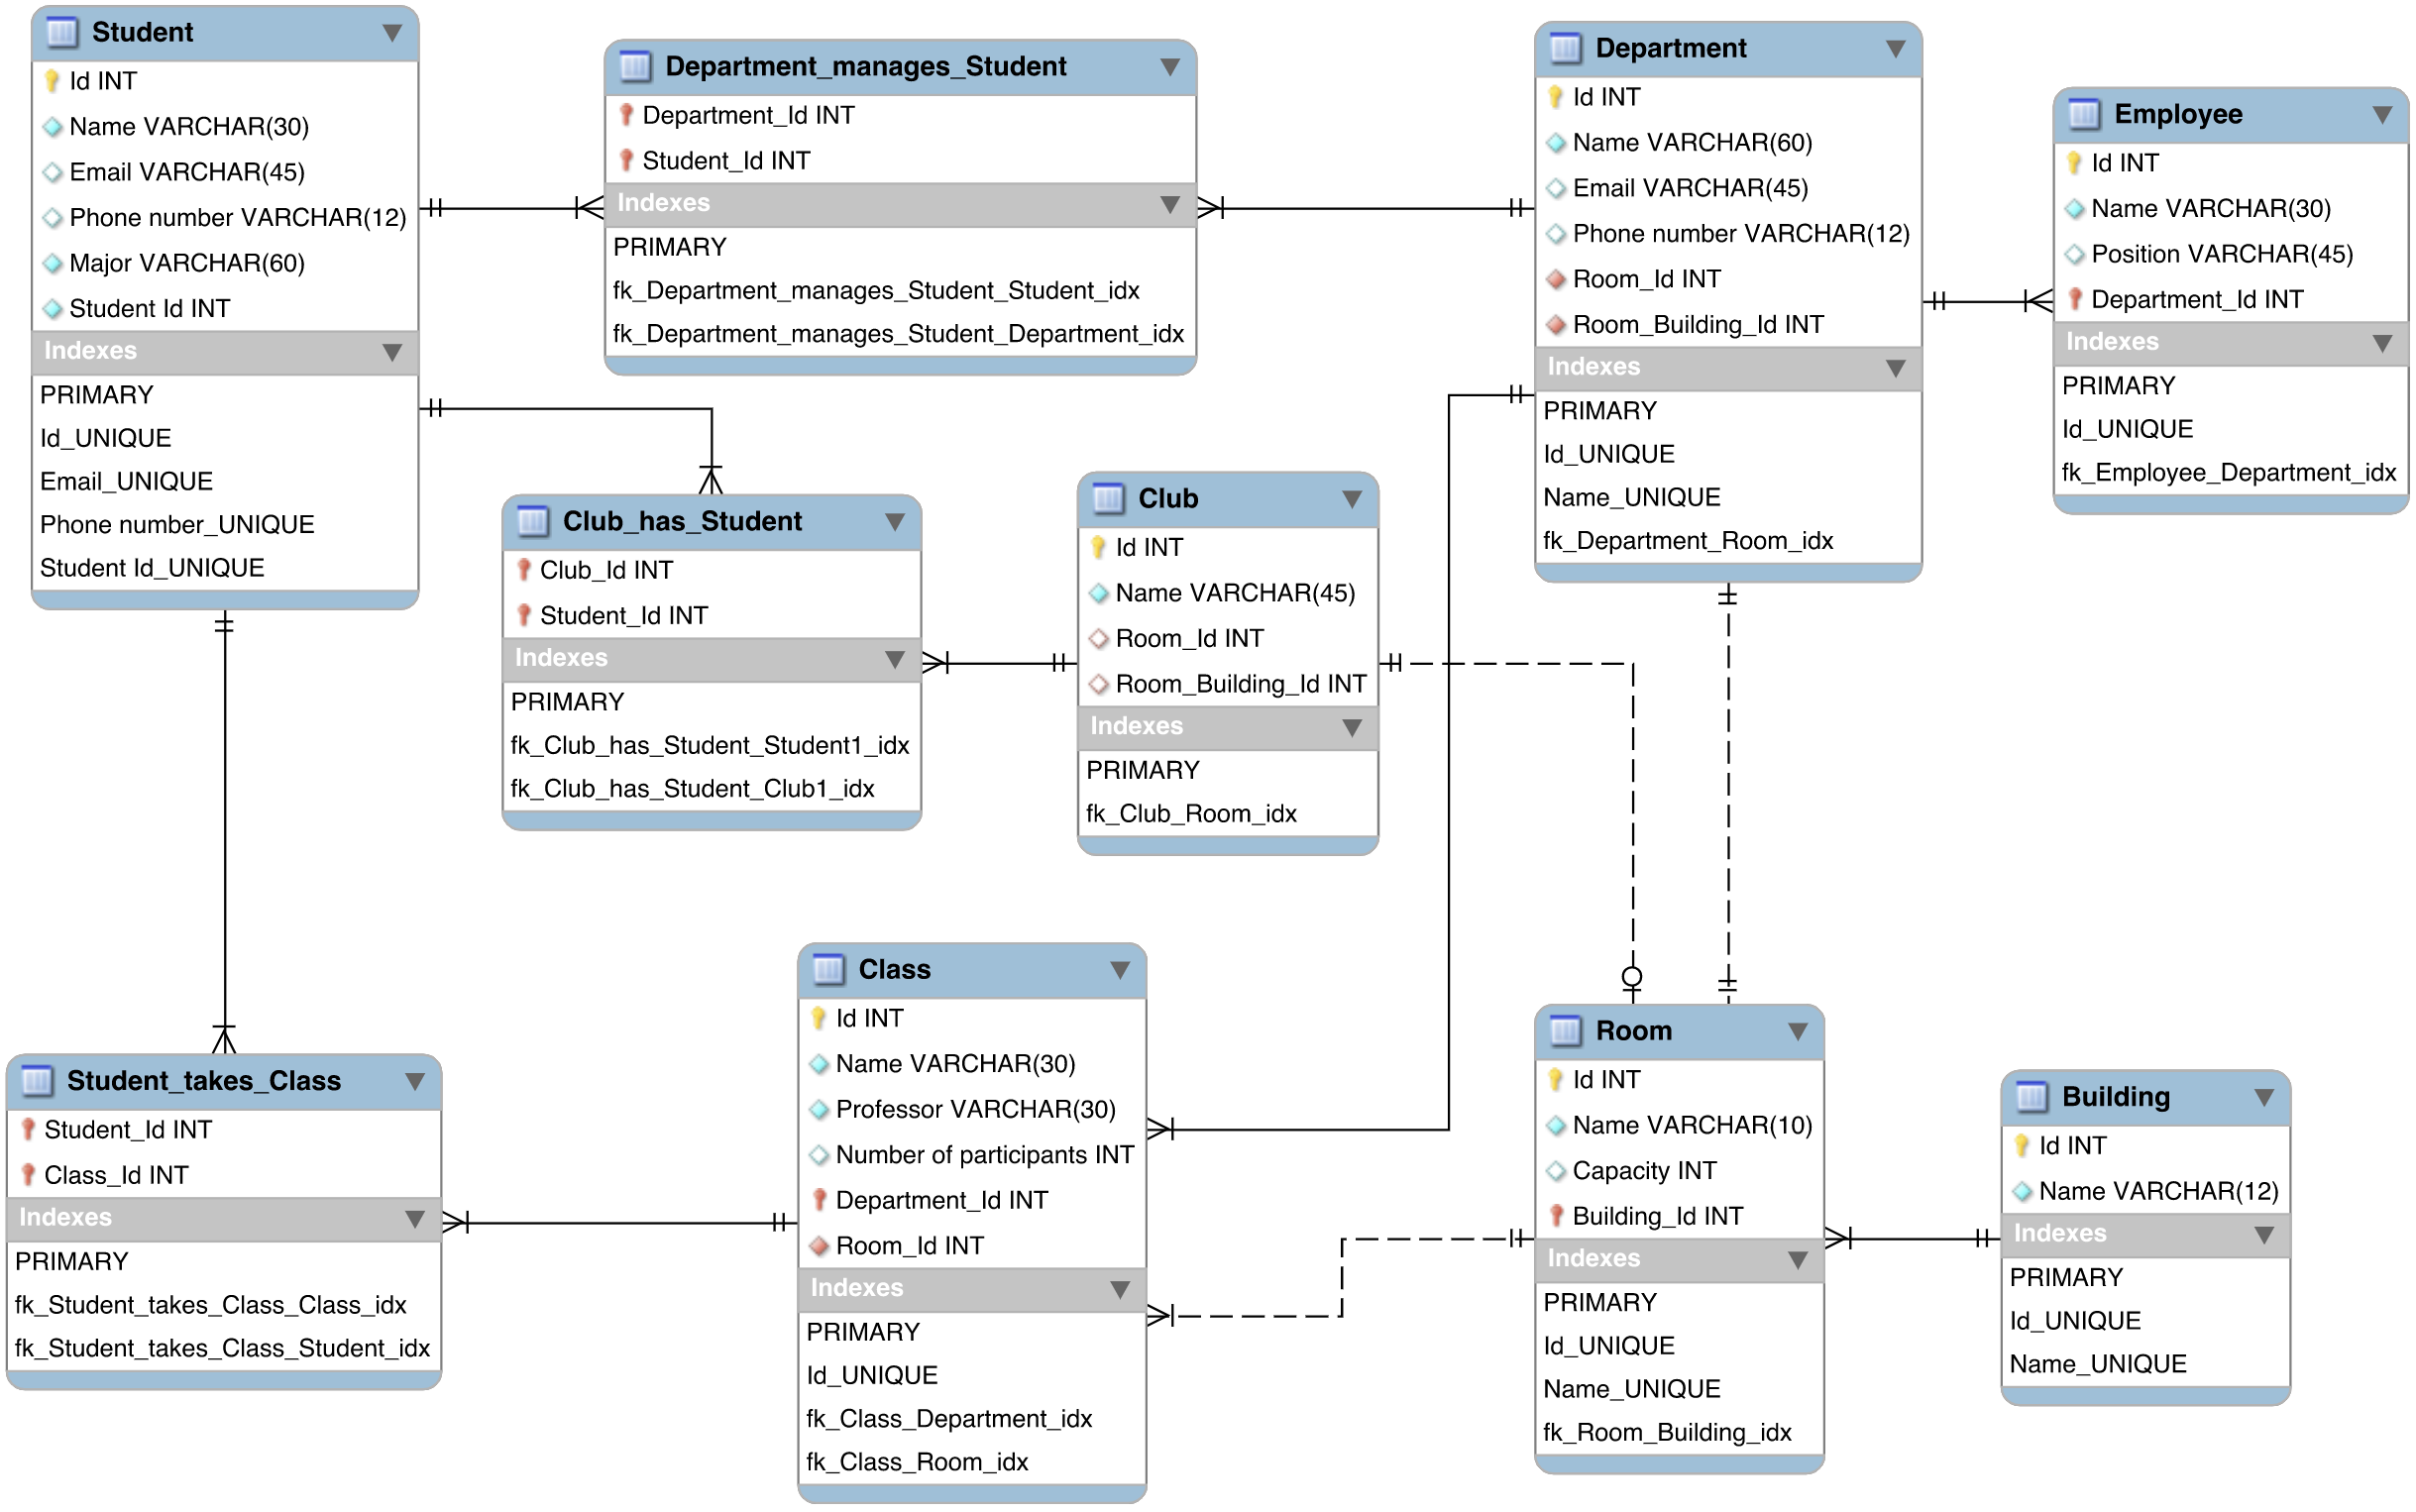 Student
Id INT
Name VARCHAR(30)
Email VARCHAR(45)
Phone number VARCHAR(12)
Major VARCHAR(60)
Student Id INT
Indexes
PRIMARY
Id_UNIQUE
Email_UNIQUE
Phone number_UNIQUE
Student Id_UNIQUE
Department_manages_Student
Department_Id INT
Student_Id INT
Indexes
PRIMARY
fk_Department_manages_Student_Student_idx
fk_Department_manages_Student_Department_idx
Department
Id INT
Name VARCHAR(60)
Email VARCHAR(45)
Phone number VARCHAR(12)
Room_Id INT
Room_Building_Id INT
Indexes
PRIMARY
Id_UNIQUE
Name_UNIQUE
fk_Department_Room_idx
Employee
Id INT
Name VARCHAR(30)
Position VARCHAR(45)
Department_Id INT
Indexes
PRIMARY
Id_UNIQUE
fk_Employee_Department_idx
Club_has_Student
Club_Id INT
Student_Id INT
Indexes
PRIMARY
fk_Club_has_Student_Student1_idx
fk_Club_has_Student_Club1_idx
Club
Id INT
Name VARCHAR(45)
Room_Id INT
Room_Building_Id INT
Indexes
PRIMARY
fk_Club_Room_idx
Student_takes_Class
Student_Id INT
Class_Id INT
Indexes
PRIMARY
fk_Student_takes_Class_Class_idx
fk_Student_takes_Class_Student_idx
Class
Id INT
Name VARCHAR(30)
Professor VARCHAR(30)
Number of participants INT
Department_Id INT
Room_Id INT
Indexes
PRIMARY
Id_UNIQUE
fk_Class_Department_idx
fk_Class_Room_idx
Room
Id INT
Name VARCHAR(10)
Capacity INT
Building_Id INT
Indexes
PRIMARY
Id_UNIQUE
Name_UNIQUE
fk_Room_Building_idx
Building
Id INT
Name VARCHAR(12)
Indexes
PRIMARY
Id_UNIQUE
Name_UNIQUE